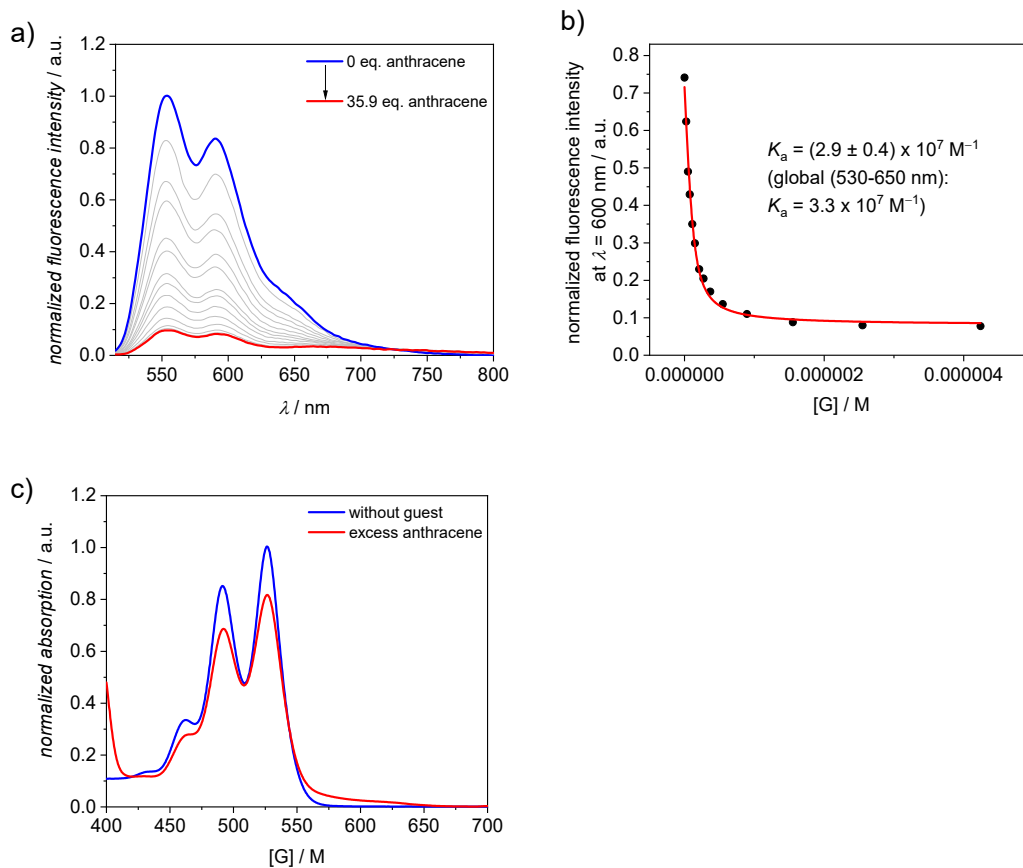 a)
normalized fluorescence intensity / a.u.
1.2
1.0
0.8
0.6
0.4
0.2
0.0
0 eq. anthracene
35.9 eq. anthracene
550 600 650 700 750 800
λ / nm
b)
normalized fluorescence intensity
at λ = 600 nm / a.u.
0.8
0.7
0.6
0.5
0.4
0.3
0.2
0.1
0.0
Ka = (2.9 ± 0.4) x 10⁷ M⁻¹
(global (530-650 nm):
Ka = 3.3 x 10⁷ M⁻¹)
0.000000 0.000002 0.000004
[G] / M
c)
normalized absorption / a.u.
1.2
1.0
0.8
0.6
0.4
0.2
0.0
without guest
excess anthracene
400 450 500 550 600 650 700
[G] / M